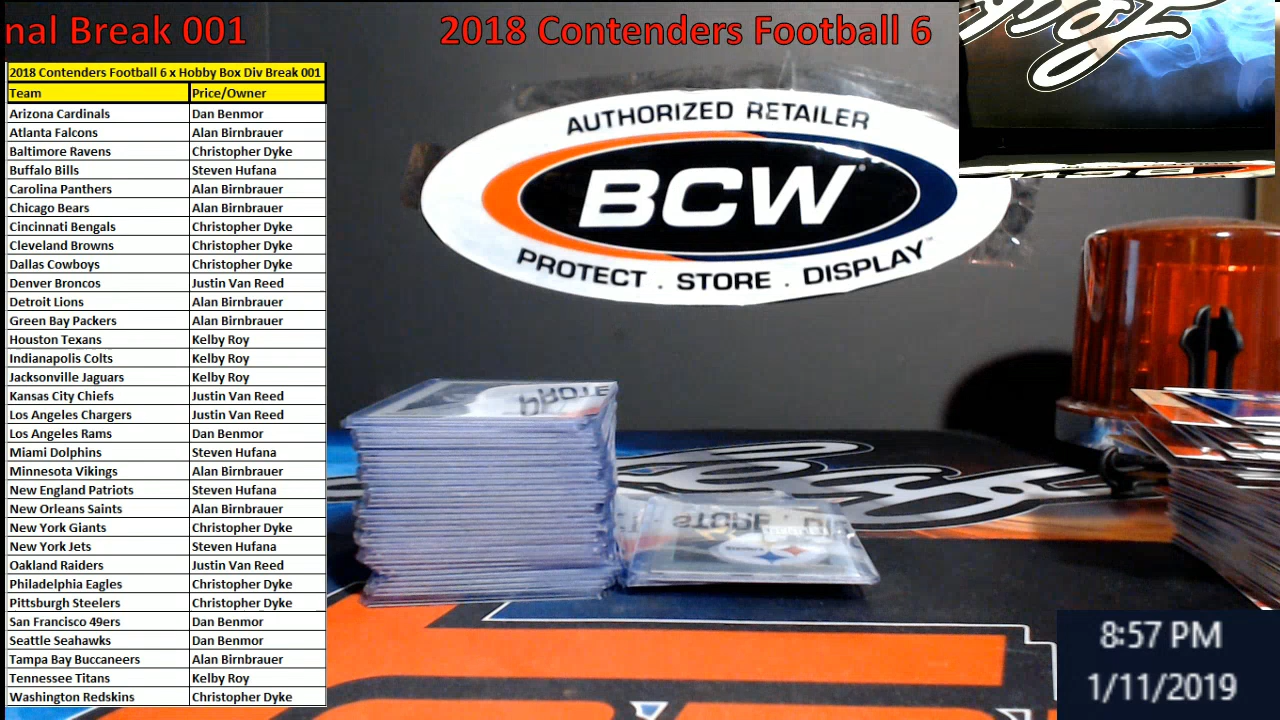 nal Break 001 2018 Contenders Football 6
2018 Contenders Football 6 x Hobby Box Div Break 001
Team Price/Owner
Arizona Cardinals Dan Benmor
Atlanta Falcons Alan Birnbrauer
Baltimore Ravens Christopher Dyke
Buffalo Bills Steven Hufana
Carolina Panthers Alan Birnbrauer
Chicago Bears Alan Birnbrauer
Cincinnati Bengals Christopher Dyke
Cleveland Browns Christopher Dyke
Dallas Cowboys Christopher Dyke
Denver Broncos Justin Van Reed
Detroit Lions Alan Birnbrauer
Green Bay Packers Alan Birnbrauer
Houston Texans Kelby Roy
Indianapolis Colts Kelby Roy
Jacksonville Jaguars Kelby Roy
Kansas City Chiefs Justin Van Reed
Los Angeles Chargers Justin Van Reed
Los Angeles Rams Dan Benmor
Miami Dolphins Steven Hufana
Minnesota Vikings Alan Birnbrauer
New England Patriots Steven Hufana
New Orleans Saints Alan Birnbrauer
New York Giants Christopher Dyke
New York Jets Steven Hufana
Oakland Raiders Justin Van Reed
Philadelphia Eagles Christopher Dyke
Pittsburgh Steelers Christopher Dyke
San Francisco 49ers Dan Benmor
Seattle Seahawks Dan Benmor
Tampa Bay Buccaneers Alan Birnbrauer
Tennessee Titans Kelby Roy
Washington Redskins Christopher Dyke
AUTHORIZED RETAILER
BCW
PROTECT . STORE . DISPLAY™
8:57 PM
1/11/2019